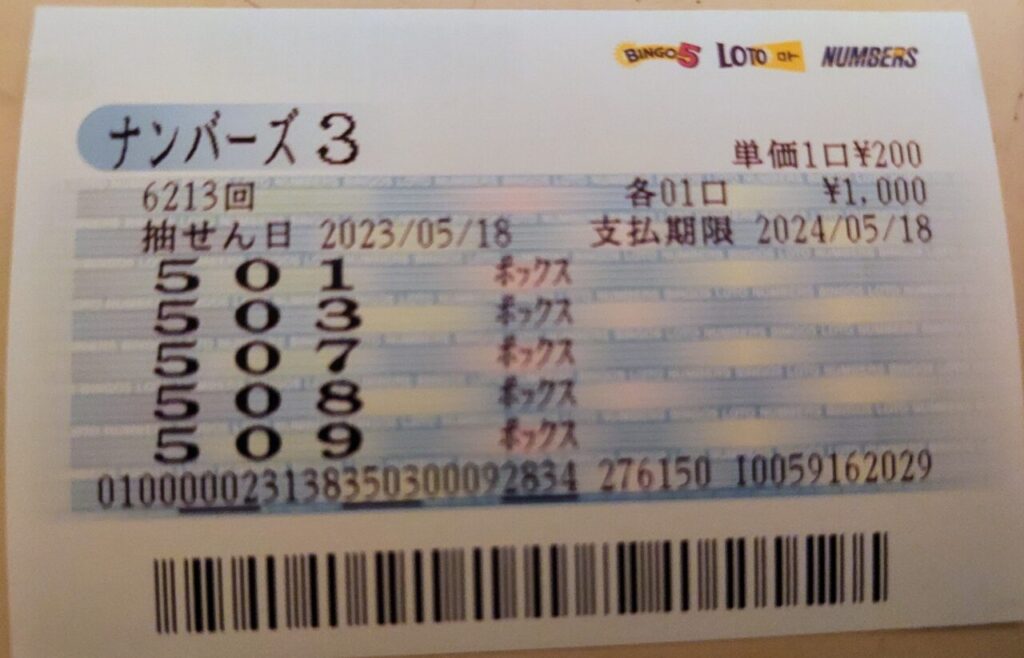 BINGO5 LOTO ロト NUMBERS
ナンバーズ3
単価1口¥200
6213回 各01口 ¥1,000
抽せん日 2023/05/18 支払期限 2024/05/18
501 ボックス
503 ボックス
507 ボックス
508 ボックス
509 ボックス
010000023138350300092834 276150 10059162029